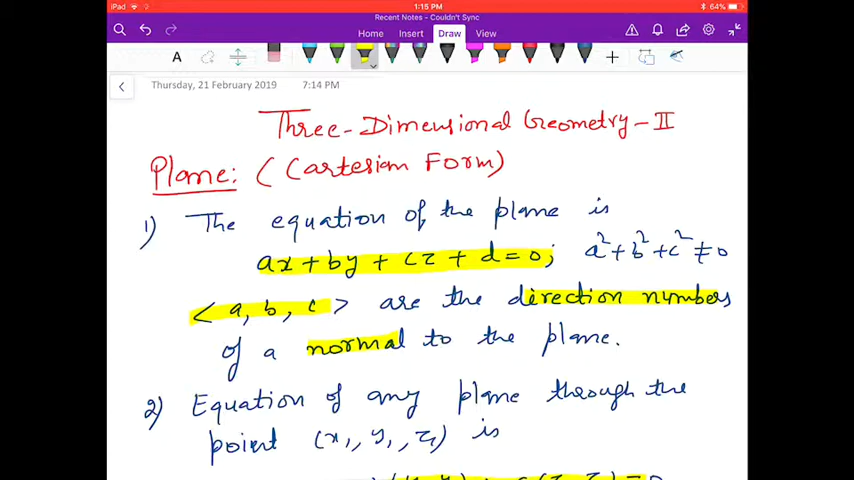 iPad
1:15 PM
64%
Recent Notes - Couldn't Sync
Home Insert Draw View
A
Thursday, 21 February 2019 7:14 PM
Three-Dimensional Geometry-II
Plane: (Cartesian Form)
1) The equation of the plane is
ax + by + cz + d = 0; a² + b² + c² ≠ 0
< a, b, c > are the direction numbers
of a normal to the plane.
2) Equation of any plane through the
point (x₁, y₁, z₁) is